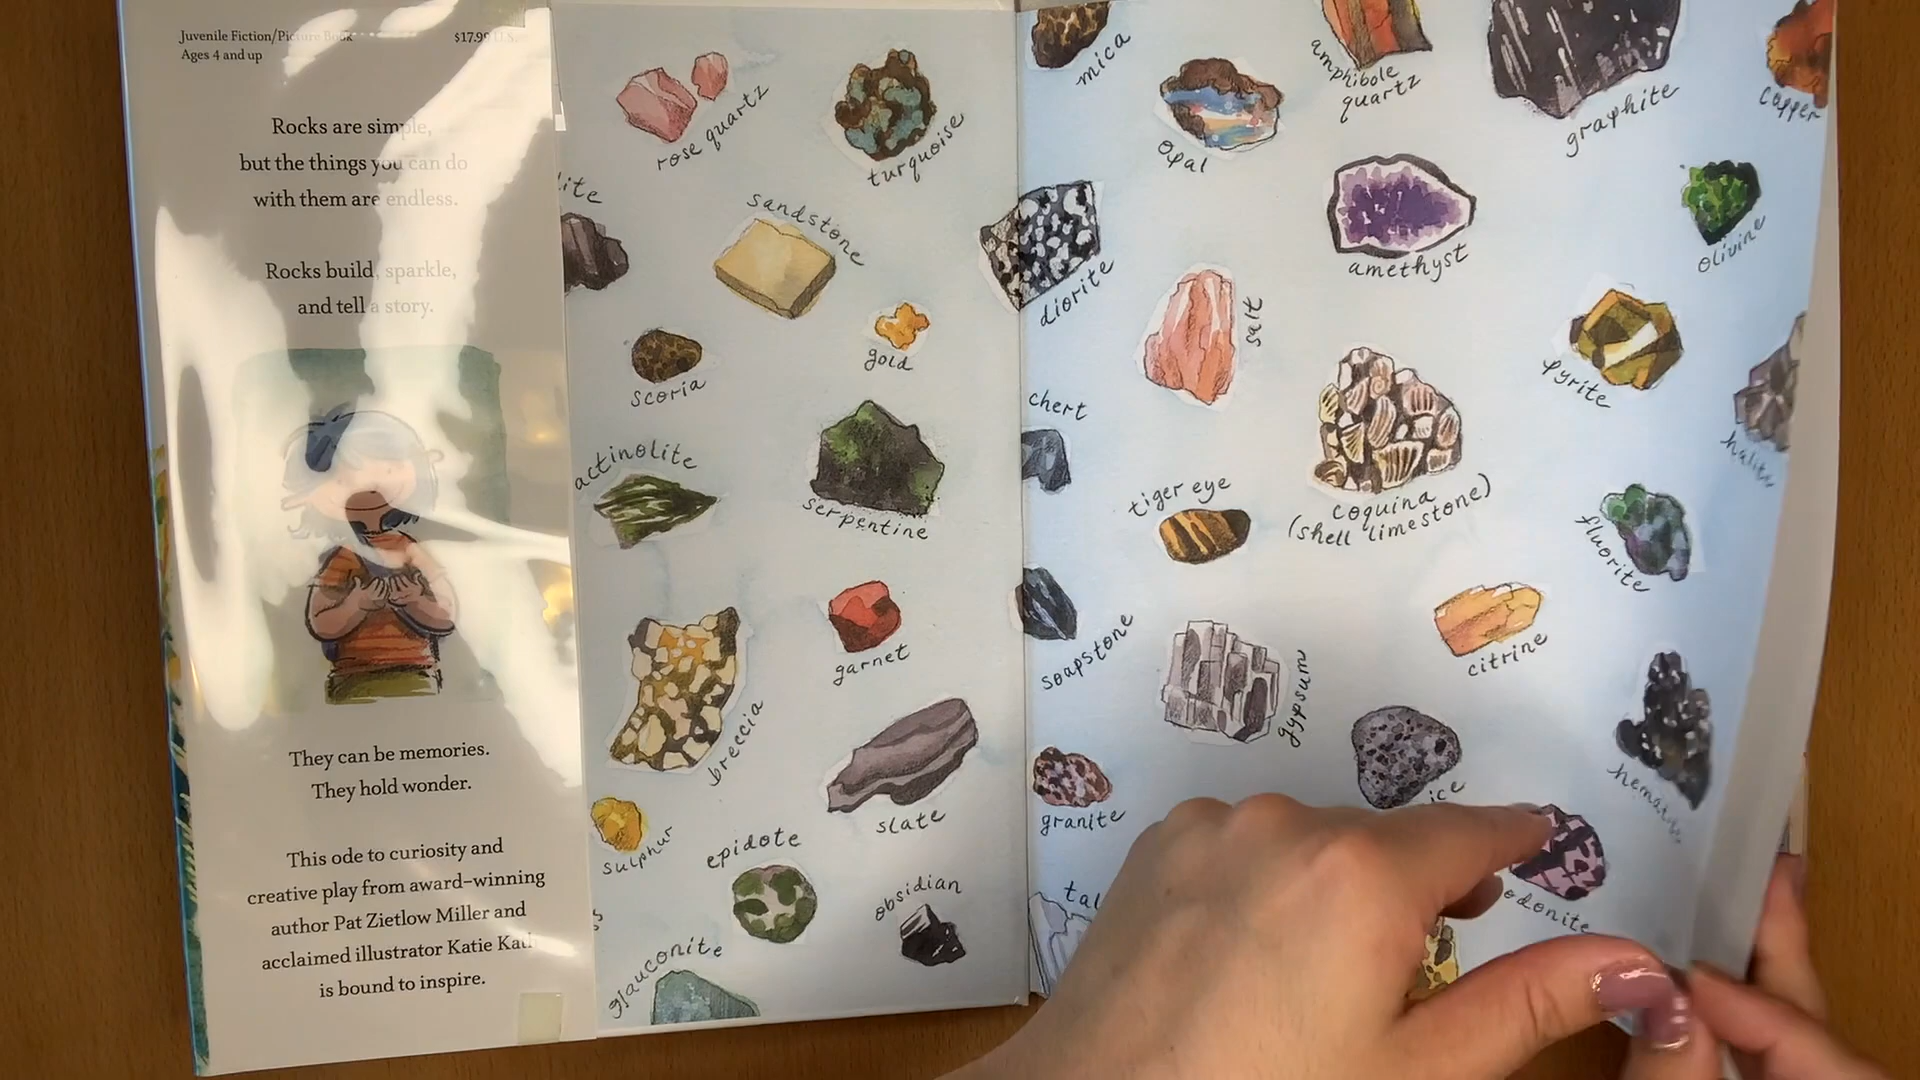 Juvenile Fiction/Picture Book
$17.99 U.S.
Ages 4 and up
Rocks are simple,
but the things you can do
with them are endless.
Rocks build, sparkle,
and tell a story.
They can be memories.
They hold wonder.
This ode to curiosity and
creative play from award-winning
author Pat Zietlow Miller and
acclaimed illustrator Katie
is bound to inspire.
rose quartz
turquoise
sandstone
scoria
gold
actinolite
serpentine
garnet
breccia
slate
sulphur
epidote
obsidian
glauconite
mica
opal
amphibole
quartz
graphite
copper
diorite
amethyst
olivine
salt
pyrite
chert
halite
tiger eye
coquina
(shell limestone)
fluorite
soapstone
gypsum
citrine
granite
hematite